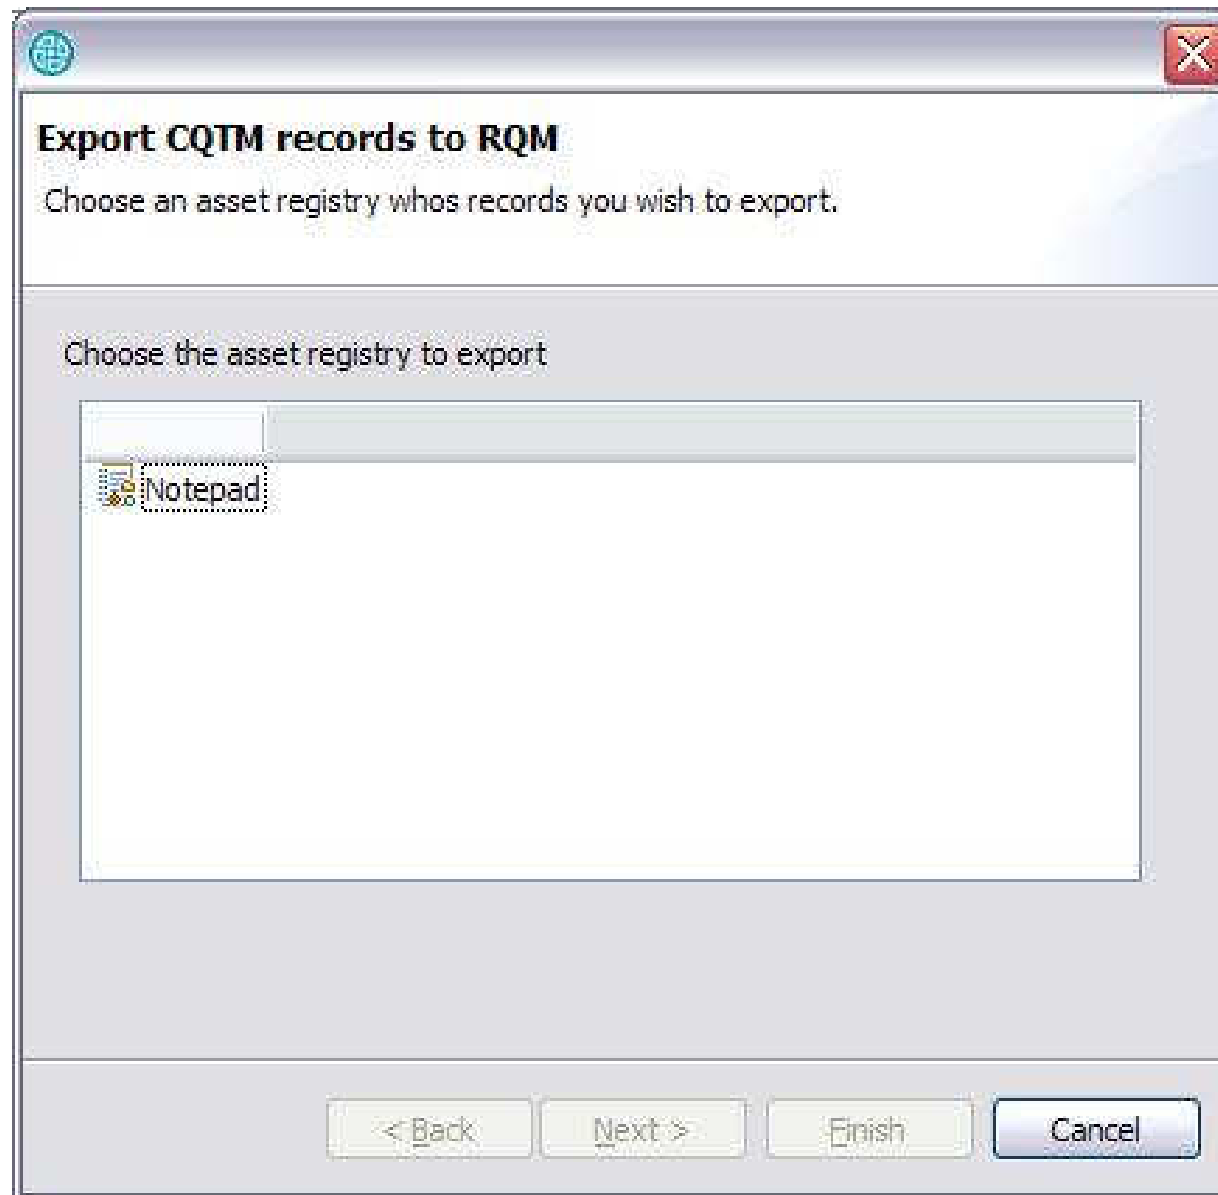 Export CQTM records to RQM
Choose an asset registry whos records you wish to export.
Choose the asset registry to export
Notepad
< Back
Next >
Finish
Cancel